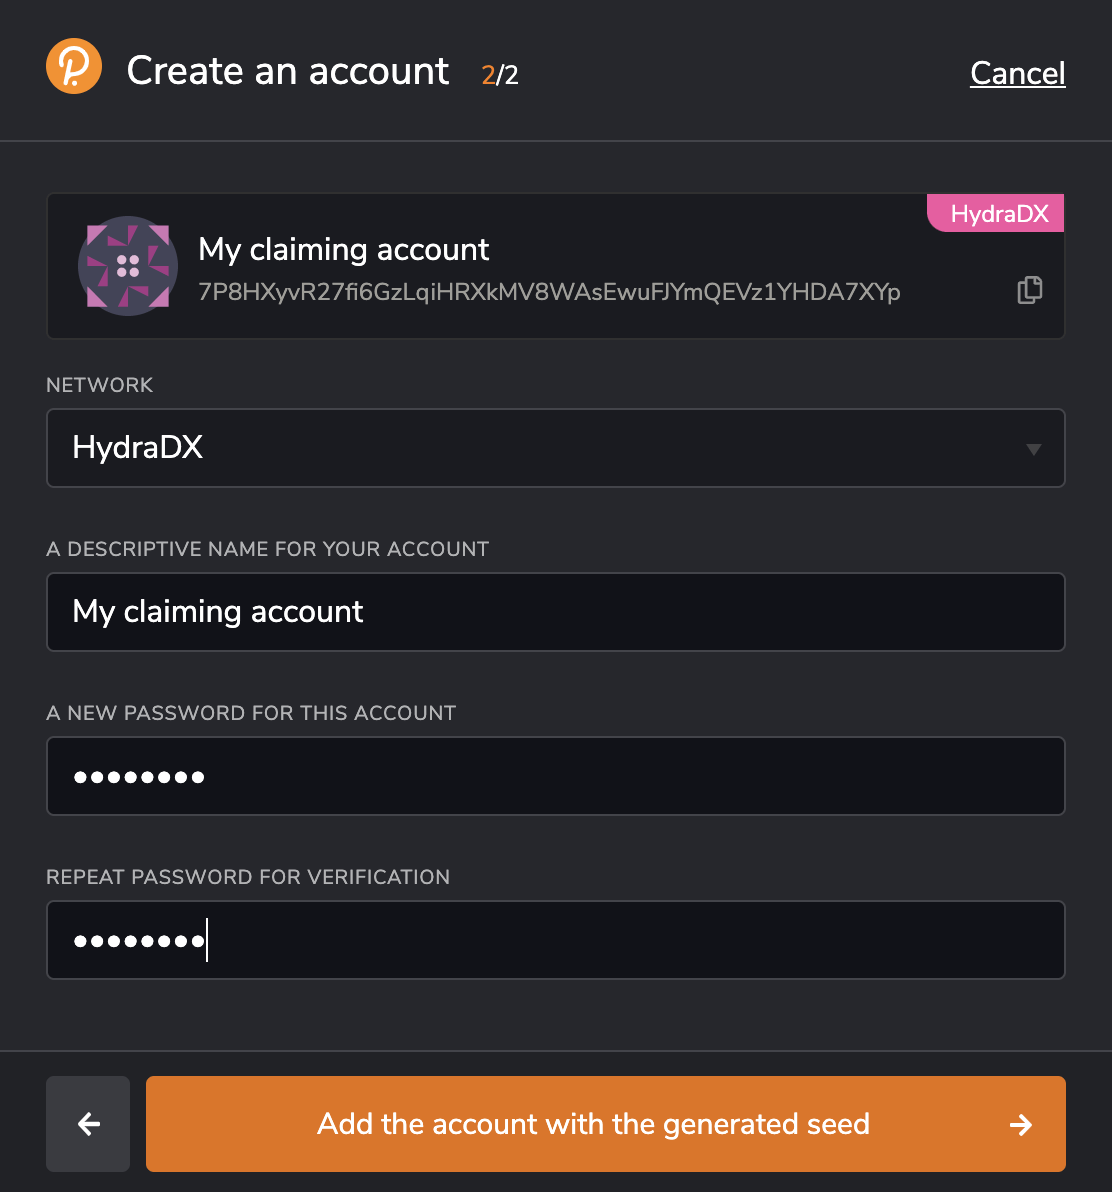 Create an account 2/2 Cancel
HydraDX
My claiming account
7P8HXyvR27fi6GzLqiHRXkMV8WAsEwuFJYmQEVz1YHDA7XYp
NETWORK
HydraDX
A DESCRIPTIVE NAME FOR YOUR ACCOUNT
My claiming account
A NEW PASSWORD FOR THIS ACCOUNT
••••••••
REPEAT PASSWORD FOR VERIFICATION
••••••••
Add the account with the generated seed